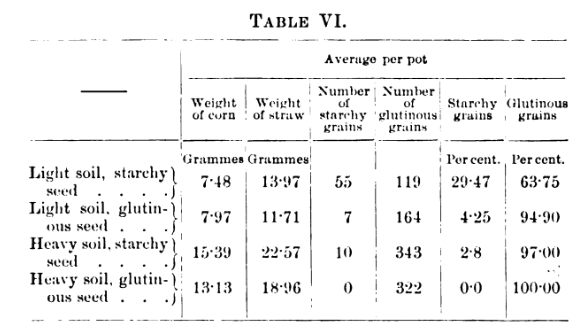 TABLE VI.
Average per pot
Weight of corn | Weight of straw | Number of starchy grains | Number of glutinous grains | Starchy grains | Glutinous grains
Grammes | Grammes | Per cent. | Per cent.
Light soil, starchy
seed . . . . } 7·48 | 13·97 | 55 | 119 | 29·47 | 63·75
Light soil, glutin-
ous seed . . . } 7·97 | 11·71 | 7 | 164 | 4·25 | 94·90
Heavy soil, starchy
seed . . . . } 15·39 | 22·57 | 10 | 343 | 2·8 | 97·00
Heavy soil, glutin-
ous seed . . . } 13·13 | 18·96 | 0 | 322 | 0·0 | 100·00